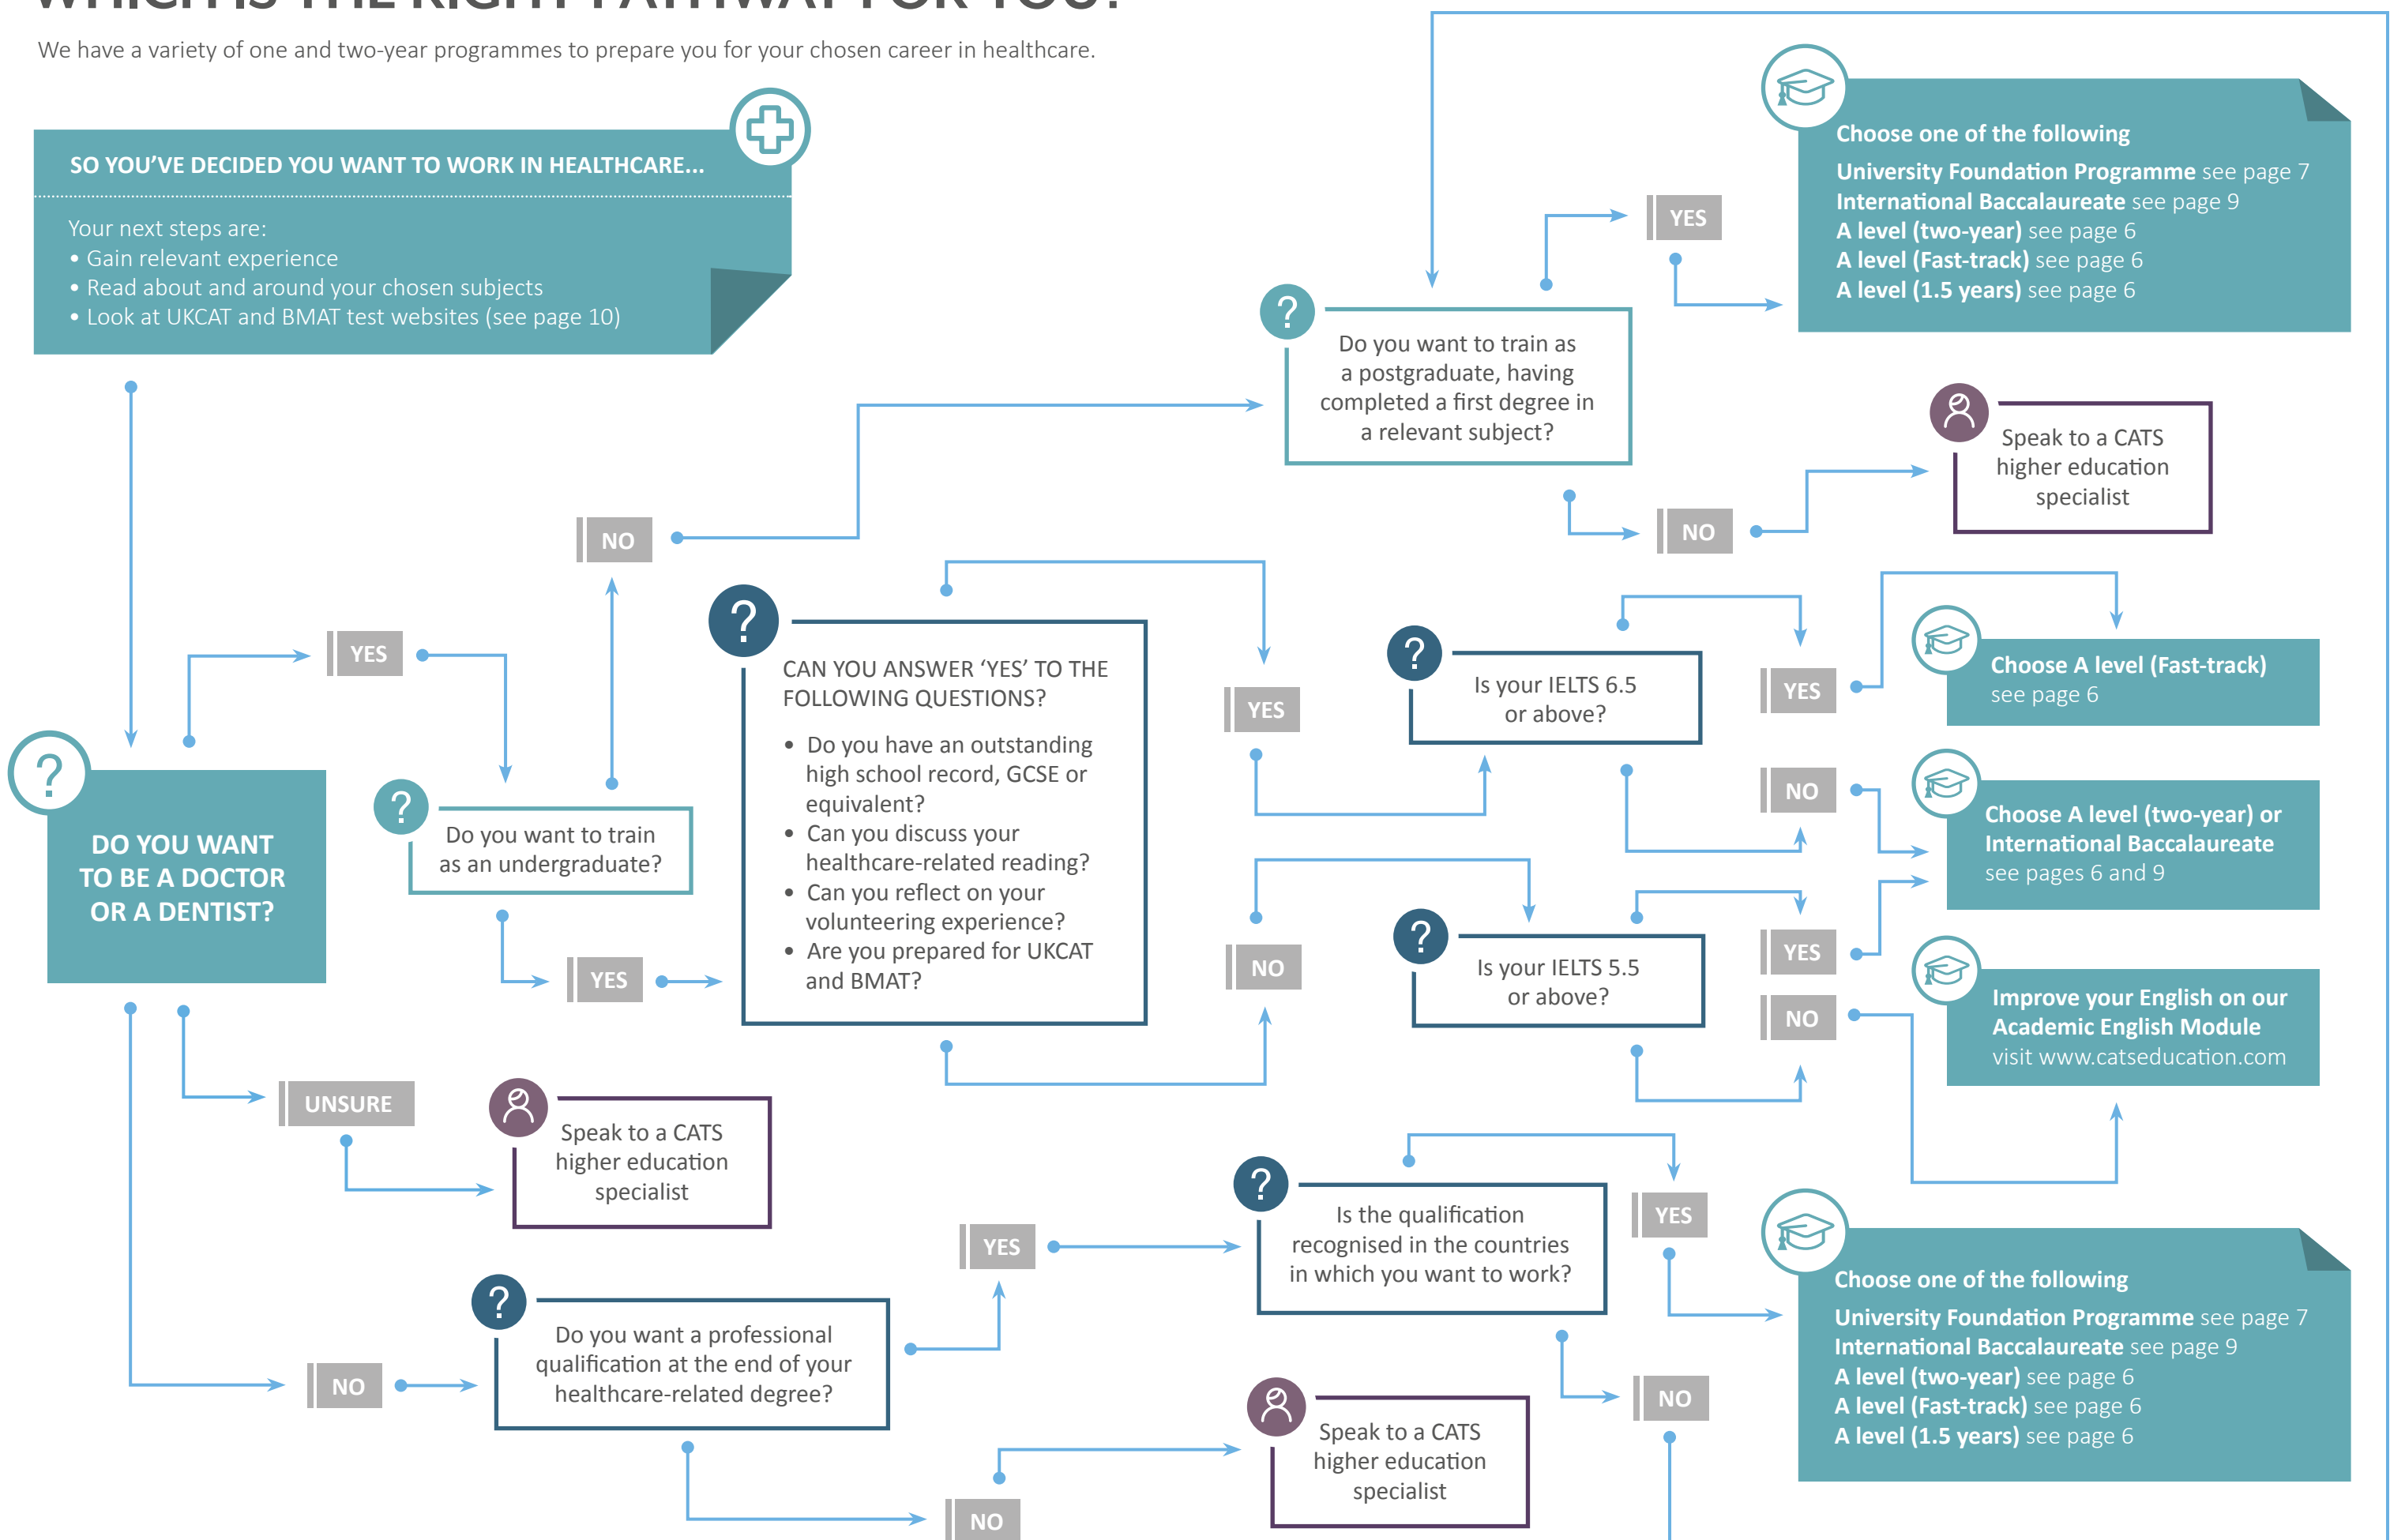 WHICH IS THE RIGHT PATHWAY FOR YOU?
We have a variety of one and two-year programmes to prepare you for your chosen career in healthcare.
SO YOU'VE DECIDED YOU WANT TO WORK IN HEALTHCARE...
Your next steps are:
• Gain relevant experience
• Read about and around your chosen subjects
• Look at UKCAT and BMAT test websites (see page 10)
DO YOU WANT
TO BE A DOCTOR
OR A DENTIST?
YES
Do you want to train
as an undergraduate?
NO
YES
CAN YOU ANSWER ‘YES’ TO THE
FOLLOWING QUESTIONS?
• Do you have an outstanding
high school record, GCSE or
equivalent?
• Can you discuss your
healthcare-related reading?
• Can you reflect on your
volunteering experience?
• Are you prepared for UKCAT
and BMAT?
Do you want to train as
a postgraduate, having
completed a first degree in
a relevant subject?
YES
Choose one of the following
University Foundation Programme see page 7
International Baccalaureate see page 9
A level (two-year) see page 6
A level (Fast-track) see page 6
A level (1.5 years) see page 6
NO
Speak to a CATS
higher education
specialist
YES
Is your IELTS 6.5
or above?
YES
Choose A level (Fast-track)
see page 6
NO
Choose A level (two-year) or
International Baccalaureate
see pages 6 and 9
NO
Is your IELTS 5.5
or above?
YES
NO
Improve your English on our
Academic English Module
visit www.catseducation.com
UNSURE
Speak to a CATS
higher education
specialist
NO
Do you want a professional
qualification at the end of your
healthcare-related degree?
YES
Is the qualification
recognised in the countries
in which you want to work?
YES
Choose one of the following
University Foundation Programme see page 7
International Baccalaureate see page 9
A level (two-year) see page 6
A level (Fast-track) see page 6
A level (1.5 years) see page 6
NO
NO
Speak to a CATS
higher education
specialist